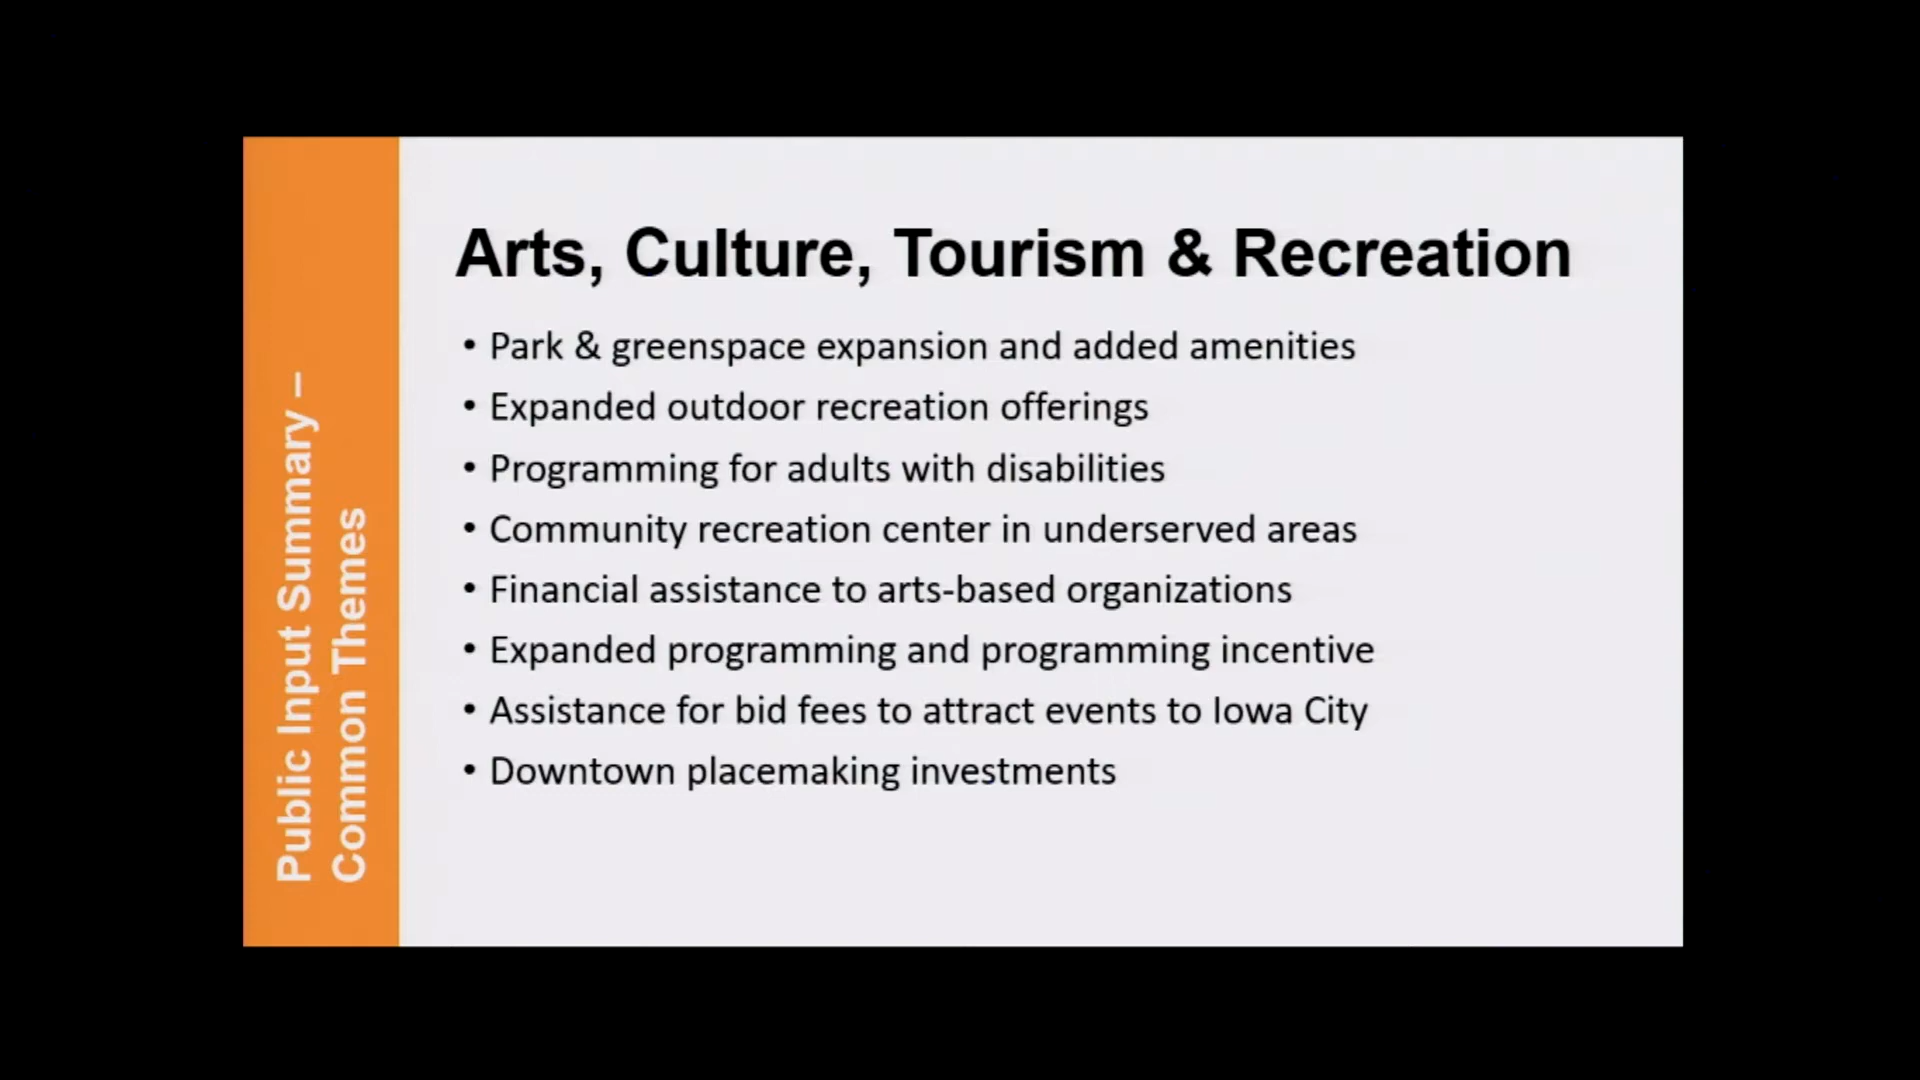 Public Input Summary –
Common Themes
Arts, Culture, Tourism & Recreation
• Park & greenspace expansion and added amenities
• Expanded outdoor recreation offerings
• Programming for adults with disabilities
• Community recreation center in underserved areas
• Financial assistance to arts-based organizations
• Expanded programming and programming incentive
• Assistance for bid fees to attract events to Iowa City
• Downtown placemaking investments